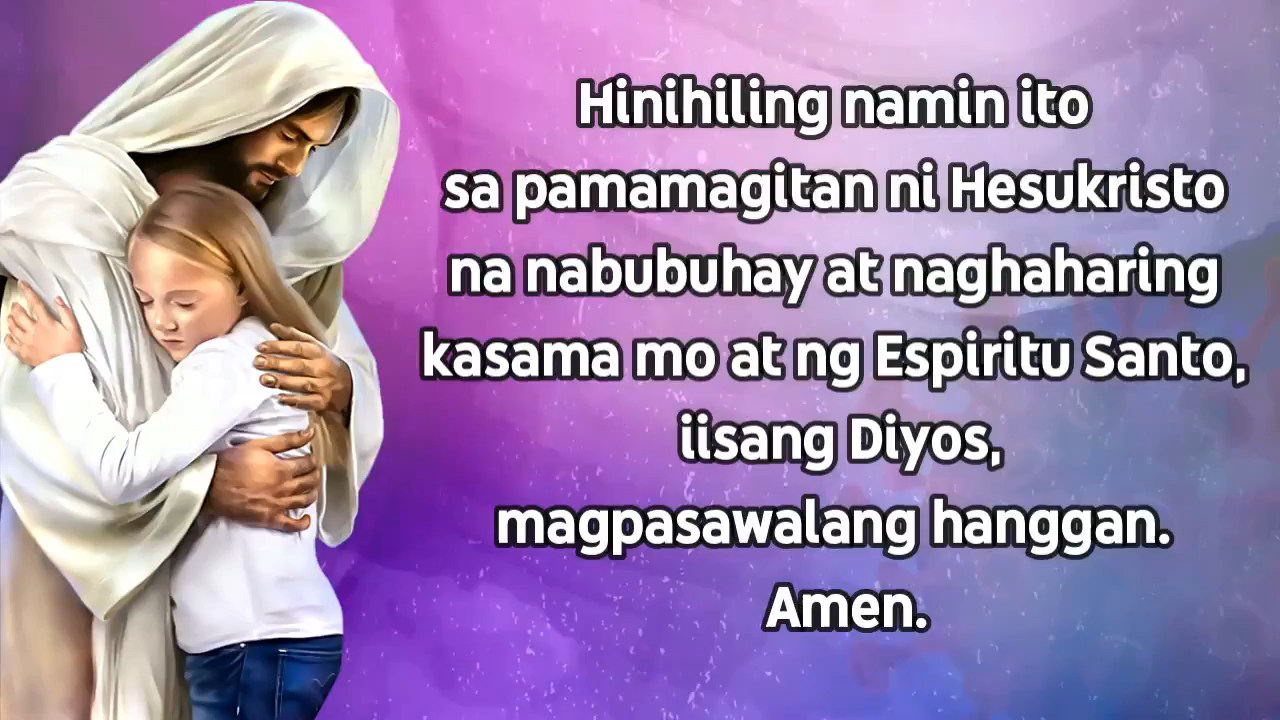 Hinihiling namin ito
sa pamamagitan ni Hesukristo
na nabubuhay at naghaharing
kasama mo at ng Espiritu Santo,
iisang Diyos,
magpasawalang hanggan.
Amen.